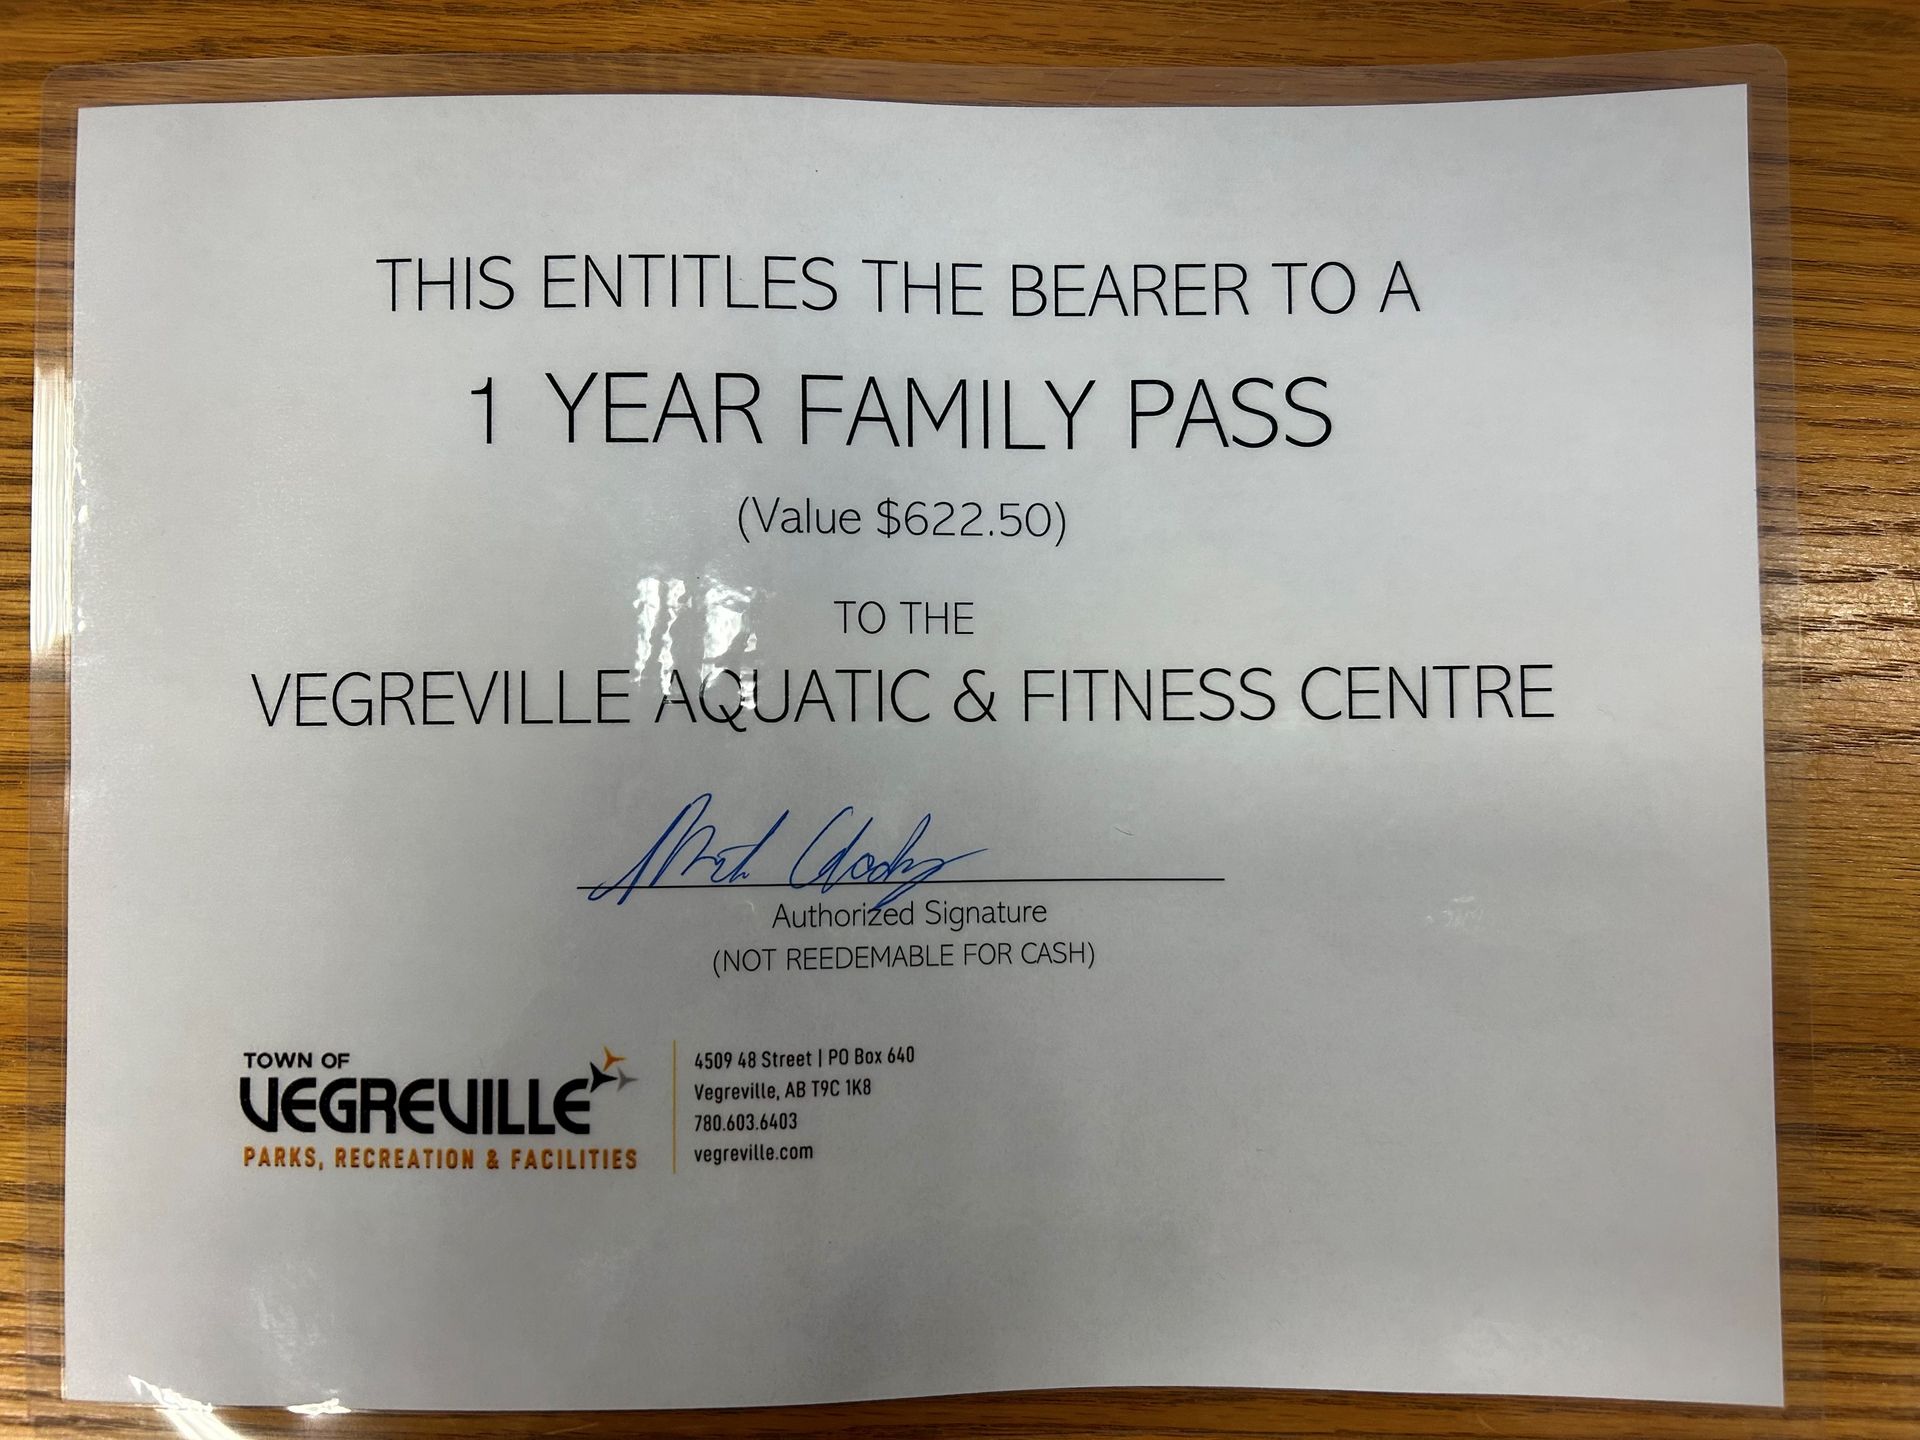 THIS ENTITLES THE BEARER TO A
1 YEAR FAMILY PASS
(Value $622.50)
TO THE
VEGREVILLE AQUATIC & FITNESS CENTRE
Authorized Signature
(NOT REEDEMABLE FOR CASH)
TOWN OF
VEGREVILLE
PARKS, RECREATION & FACILITIES
4509 48 Street | PO Box 640
Vegreville, AB T9C 1K8
780.603.6403
vegreville.com